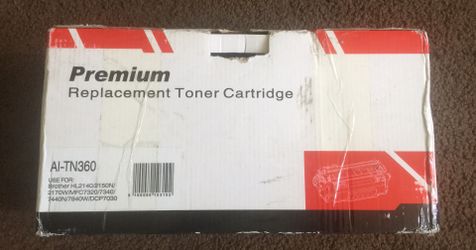 Premium
Replacement Toner Cartridge
AI-TN360
USE FOR:
Brother HL2140/2150N/
2170W/MFC7320/7340/
7440N/7840W/DCP7030